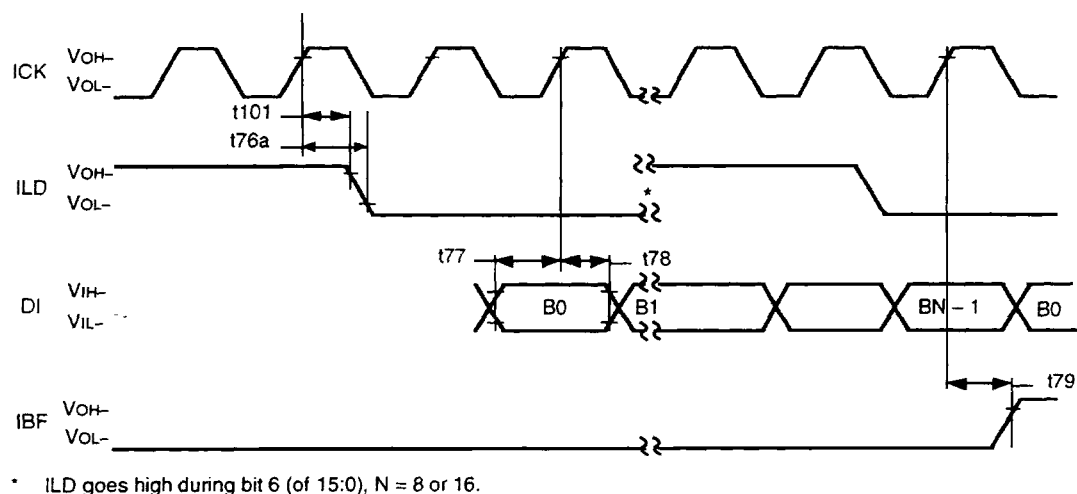 ICK
VOH–
VOL–
t101
t76a
ILD
VOH–
VOL–
*
t77
t78
DI
VIH–
VIL–
B0
B1
BN – 1
B0
t79
IBF
VOH–
VOL–
* ILD goes high during bit 6 (of 15:0), N = 8 or 16.